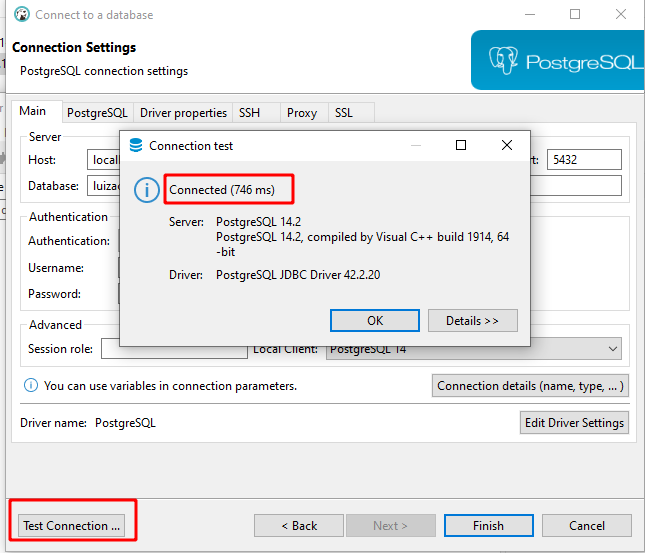 Connect to a database
Connection Settings
PostgreSQL connection settings
PostgreSQL
Main PostgreSQL Driver properties SSH Proxy SSL
Server
Host: 5432
Database:
Connection test
Connected (746 ms)
Server: PostgreSQL 14.2
PostgreSQL 14.2, compiled by Visual C++ build 1914, 64
-bit
Driver: PostgreSQL JDBC Driver 42.2.20
OK Details >>
Authentication
Authentication:
Username:
Password:
Advanced
Session role: Local Client: PostgreSQL 14
You can use variables in connection parameters. Connection details (name, type, ... )
Driver name: PostgreSQL Edit Driver Settings
Test Connection ... < Back Next > Finish Cancel